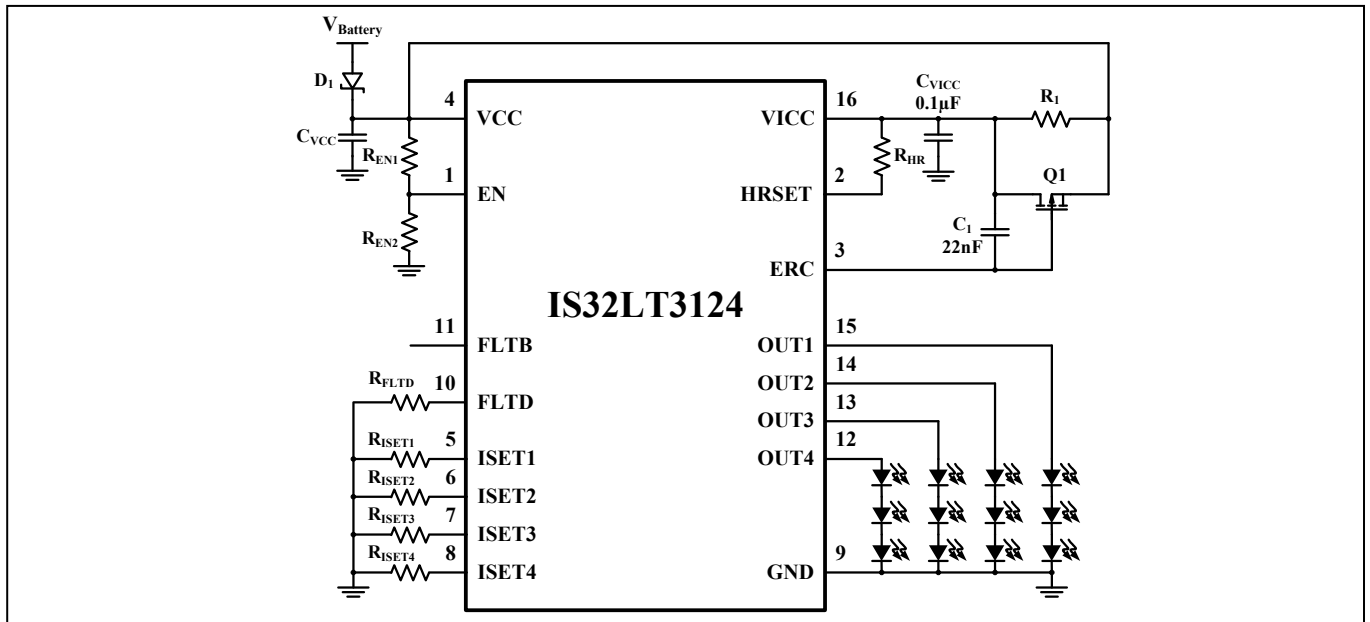 VBattery
D1
CVCC
4
VCC
REN1
1
EN
REN2
IS32LT3124
11
FLTB
RFLTD
10
FLTD
RISET1
5
ISET1
RISET2
6
ISET2
RISET3
7
ISET3
RISET4
8
ISET4
16
VICC
CVICC
0.1µF
R1
RHR
2
HRSET
Q1
C1
22nF
3
ERC
15
OUT1
14
OUT2
13
OUT3
12
OUT4
9
GND